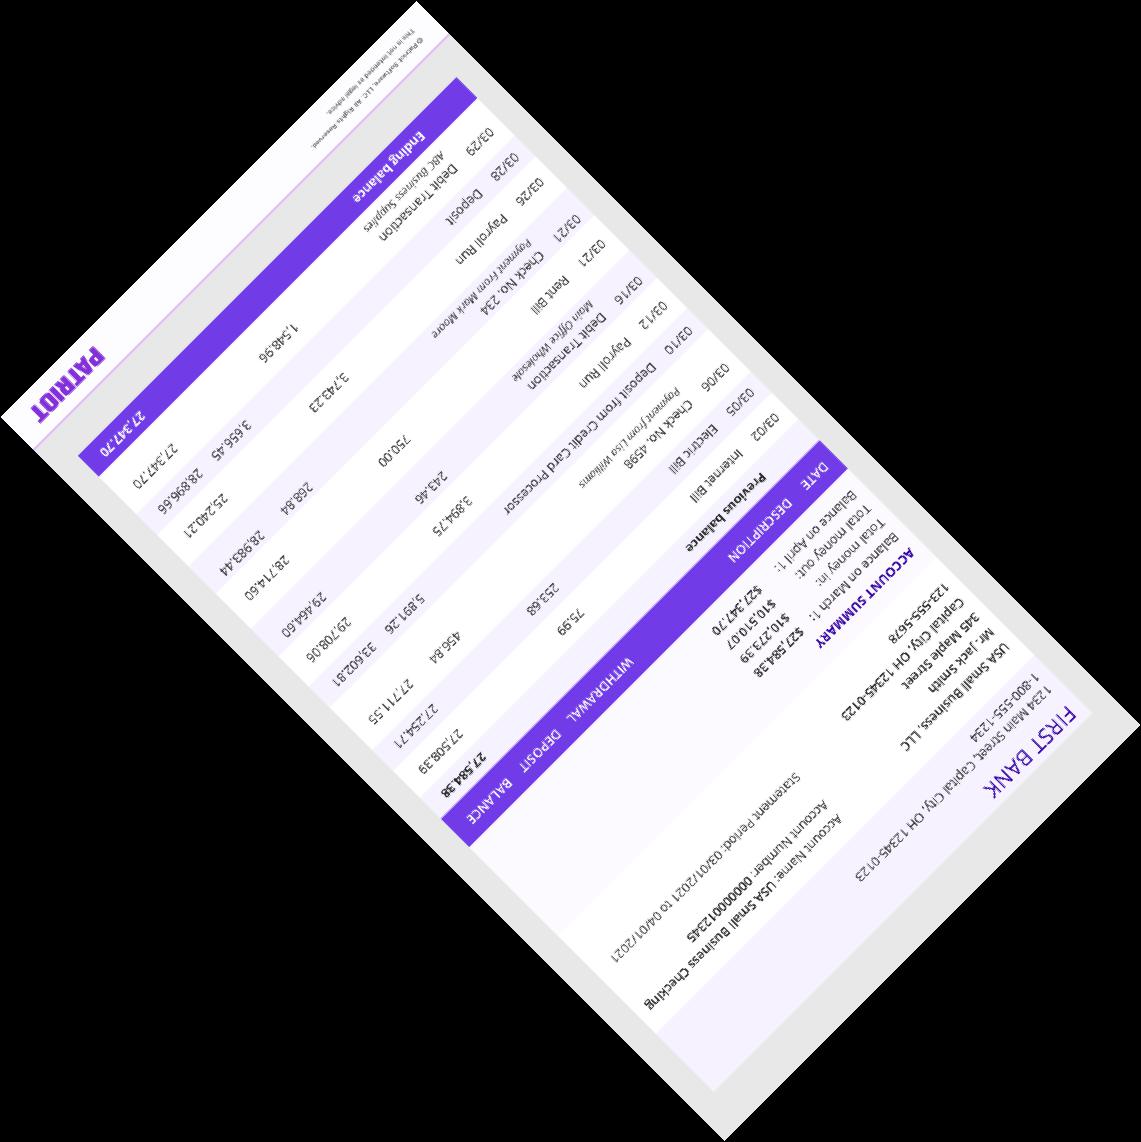 FIRST BANK
1234 Main Street, Capital City, OH 12345-0123
1-800-555-1234
USA Small Business, LLC
Mr. Jack Smith
345 Maple Street
Capital City, OH 12345-0123
123-555-5678
Account Name: USA Small Business Checking
Account Number: 000000012345
Statement Period: 03/01/2021 to 04/01/2021
ACCOUNT SUMMARY
Balance on March 1: $27,584.38
Total money in: $10,273.39
Total money out: $10,510.07
Balance on April 1: $27,347.70
DATE DESCRIPTION WITHDRAWAL DEPOSIT BALANCE
Previous balance 27,584.38
03/02 Internet Bill 75.99 27,508.39
03/05 Electric Bill 253.68 27,254.71
03/06 Check No. 4598 456.84 27,711.55
Payment from Lisa Williams
03/10 Deposit from Credit Card Processor 5,891.26 33,602.81
03/12 Payroll Run 3,894.75 29,708.06
03/16 Debit Transaction 243.46 29,464.60
Main Office Wholesale
03/21 Rent Bill 750.00 28,714.60
03/21 Check No. 234 268.84 28,983.44
Payment from Mark Moore
03/26 Payroll Run 3,743.23 25,240.21
03/28 Deposit 3,656.45 28,896.66
03/29 Debit Transaction 1,548.96 27,347.70
ABC Business Supplies
Ending balance 27,347.70
© Patriot Software, LLC. All Rights Reserved.
This is not intended as legal advice.
PATRIOT